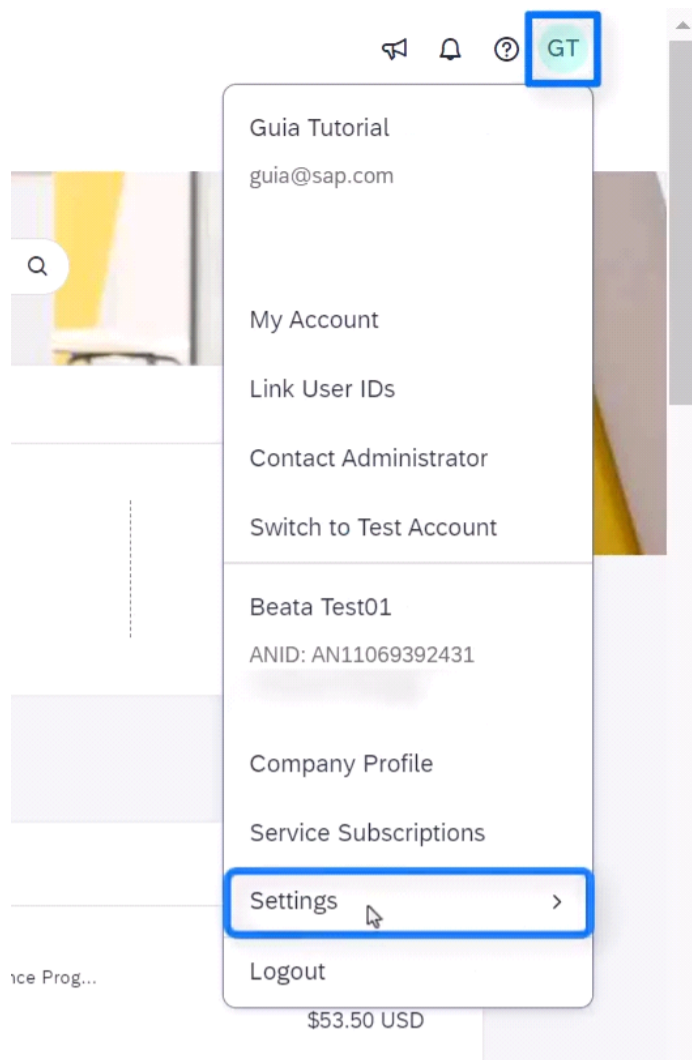 GT
Guia Tutorial
guia@sap.com
My Account
Link User IDs
Contact Administrator
Switch to Test Account
Beata Test01
ANID: AN11069392431
Company Profile
Service Subscriptions
Settings
Logout
nce Prog...
$53.50 USD